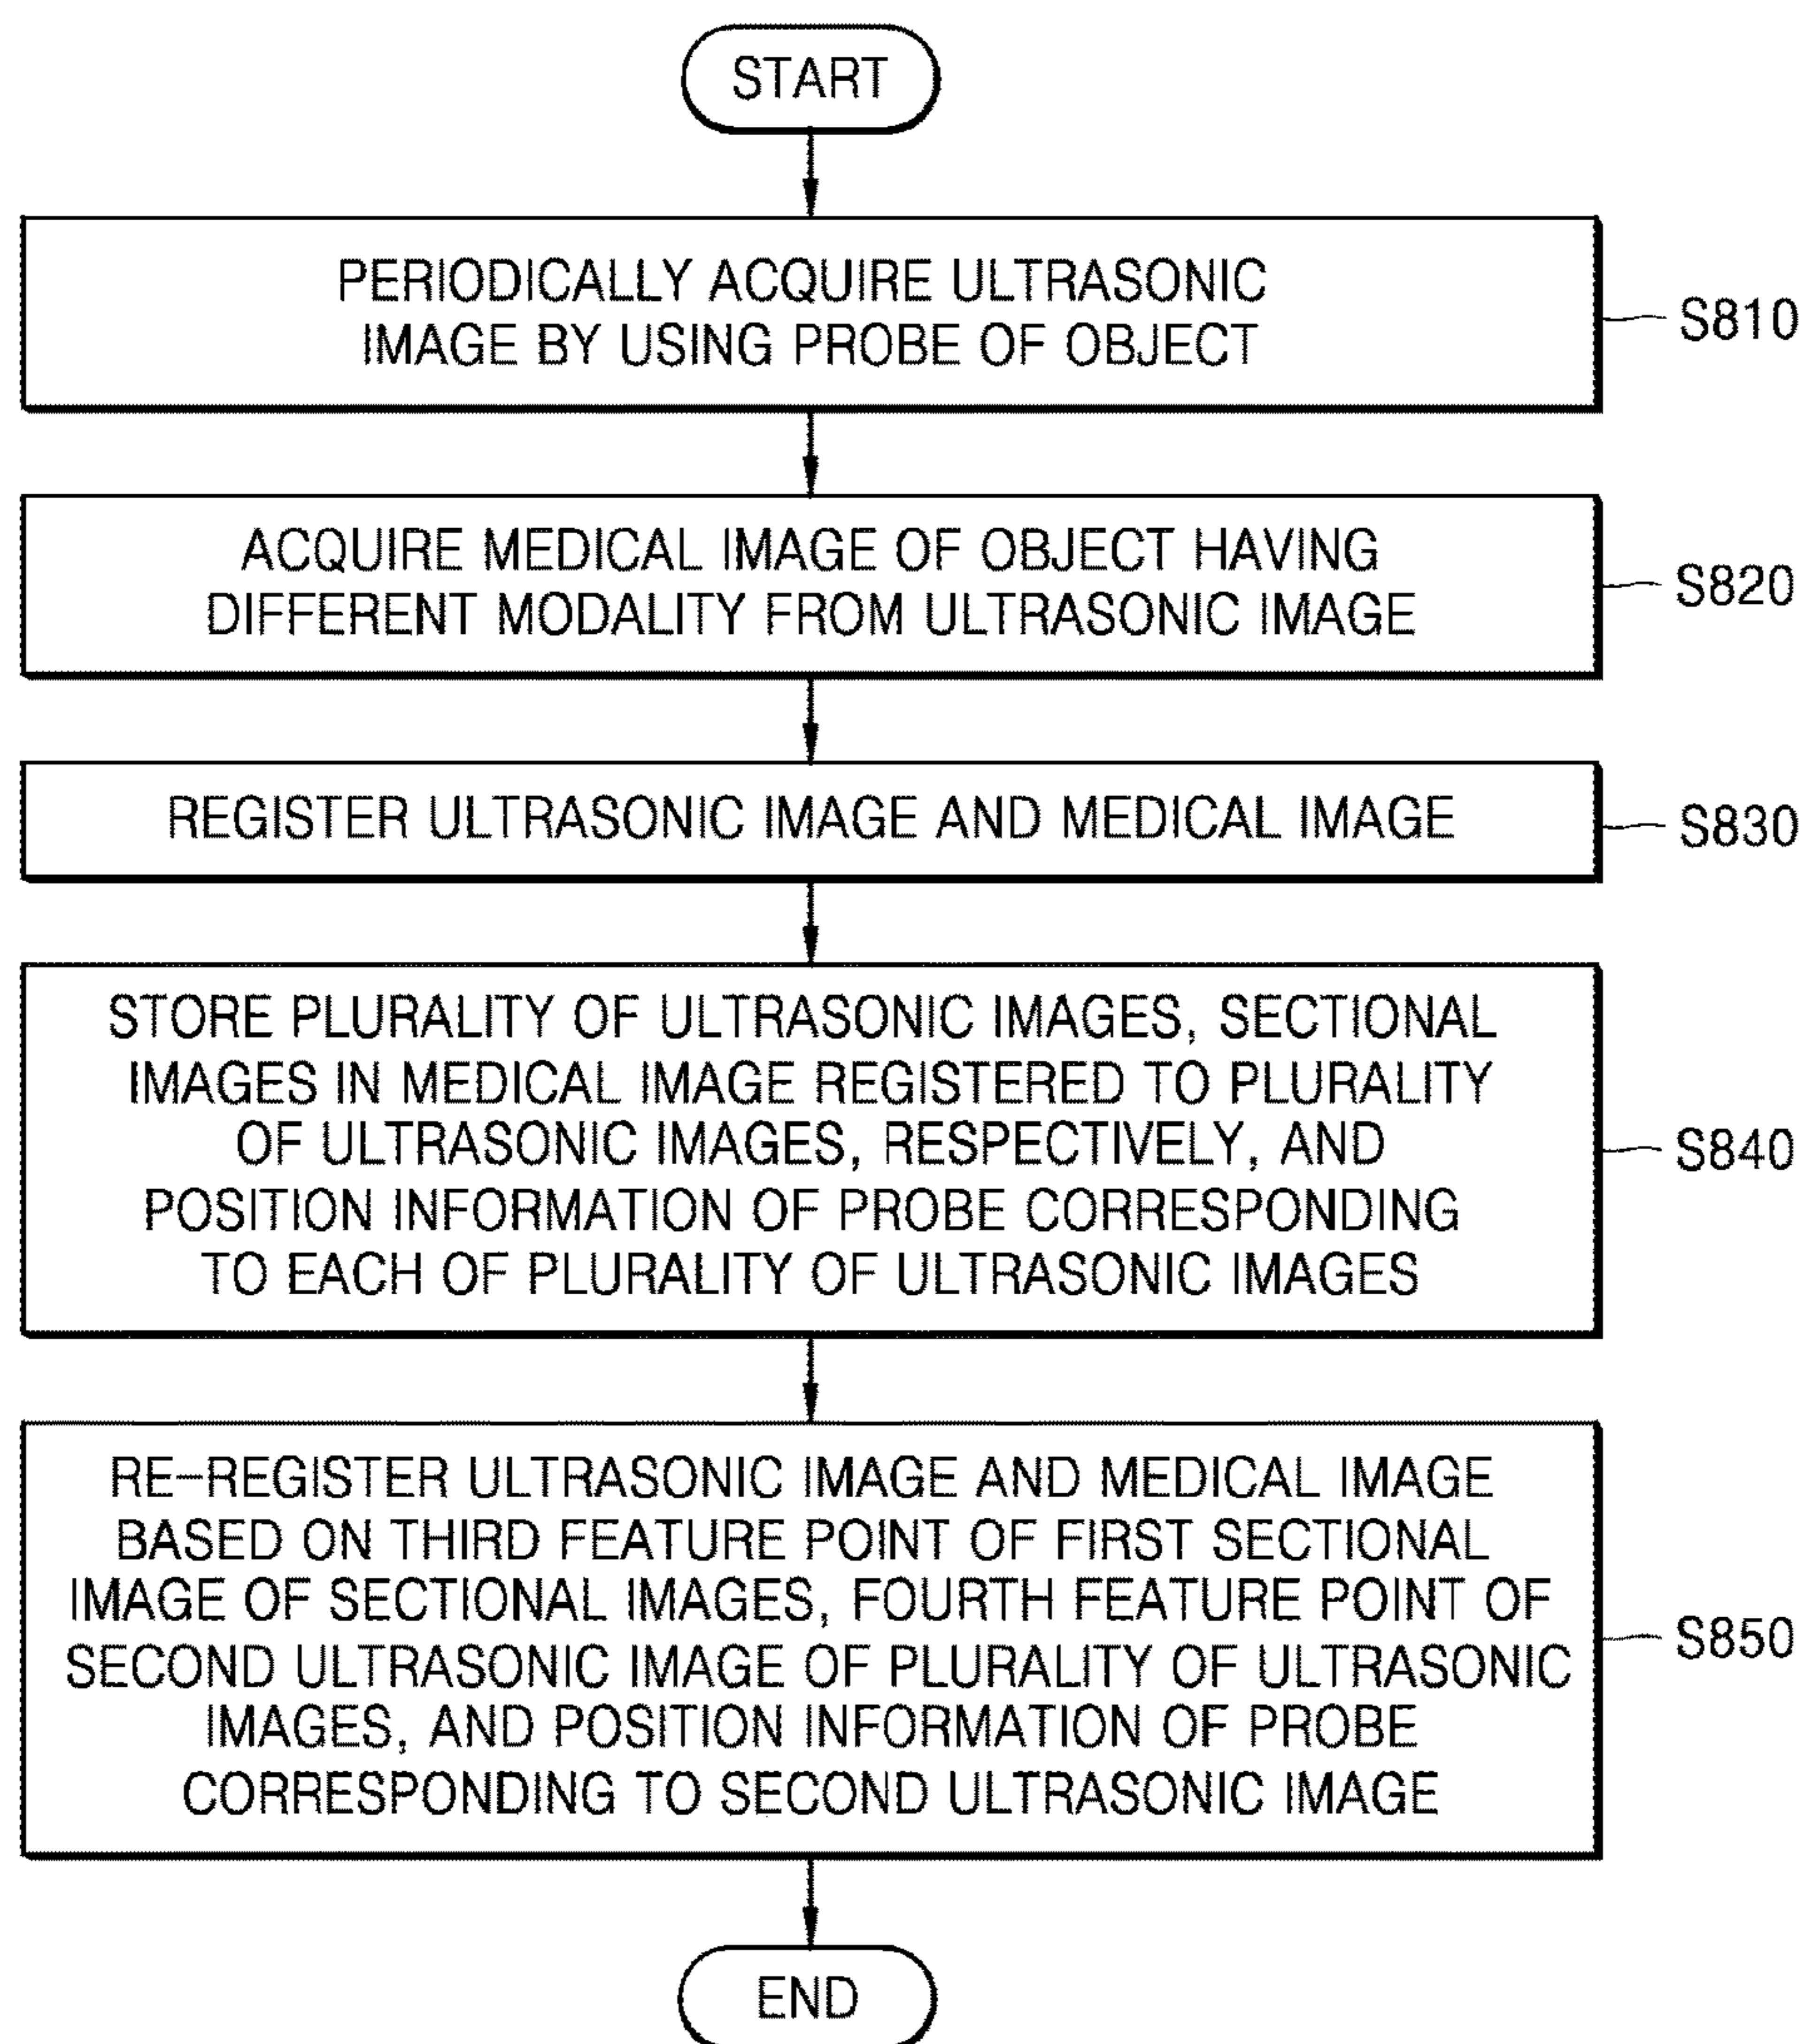 START
PERIODICALLY ACQUIRE ULTRASONIC
IMAGE BY USING PROBE OF OBJECT
S810
ACQUIRE MEDICAL IMAGE OF OBJECT HAVING
DIFFERENT MODALITY FROM ULTRASONIC IMAGE
S820
REGISTER ULTRASONIC IMAGE AND MEDICAL IMAGE
S830
STORE PLURALITY OF ULTRASONIC IMAGES, SECTIONAL
IMAGES IN MEDICAL IMAGE REGISTERED TO PLURALITY
OF ULTRASONIC IMAGES, RESPECTIVELY, AND
POSITION INFORMATION OF PROBE CORRESPONDING
TO EACH OF PLURALITY OF ULTRASONIC IMAGES
S840
RE-REGISTER ULTRASONIC IMAGE AND MEDICAL IMAGE
BASED ON THIRD FEATURE POINT OF FIRST SECTIONAL
IMAGE OF SECTIONAL IMAGES, FOURTH FEATURE POINT OF
SECOND ULTRASONIC IMAGE OF PLURALITY OF ULTRASONIC
IMAGES, AND POSITION INFORMATION OF PROBE
CORRESPONDING TO SECOND ULTRASONIC IMAGE
S850
END